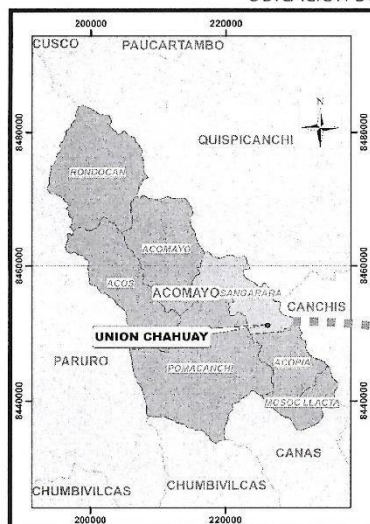 200000 220000
CUSCO PAUCARTAMBO
N
8480000 8480000
QUISPICANCHI
RONDOCAN
ACOMAYO
8460000 8460000
ACOS
SANGARARA
ACOMAYO
CANCHIS
UNION CHAHUAY
PARURO
ACOPIA
POMACANCHI
MOSOC LLACTA
8440000 8440000
CANAS
CHUMBIVILCAS CHUMBIVILCAS
200000 220000